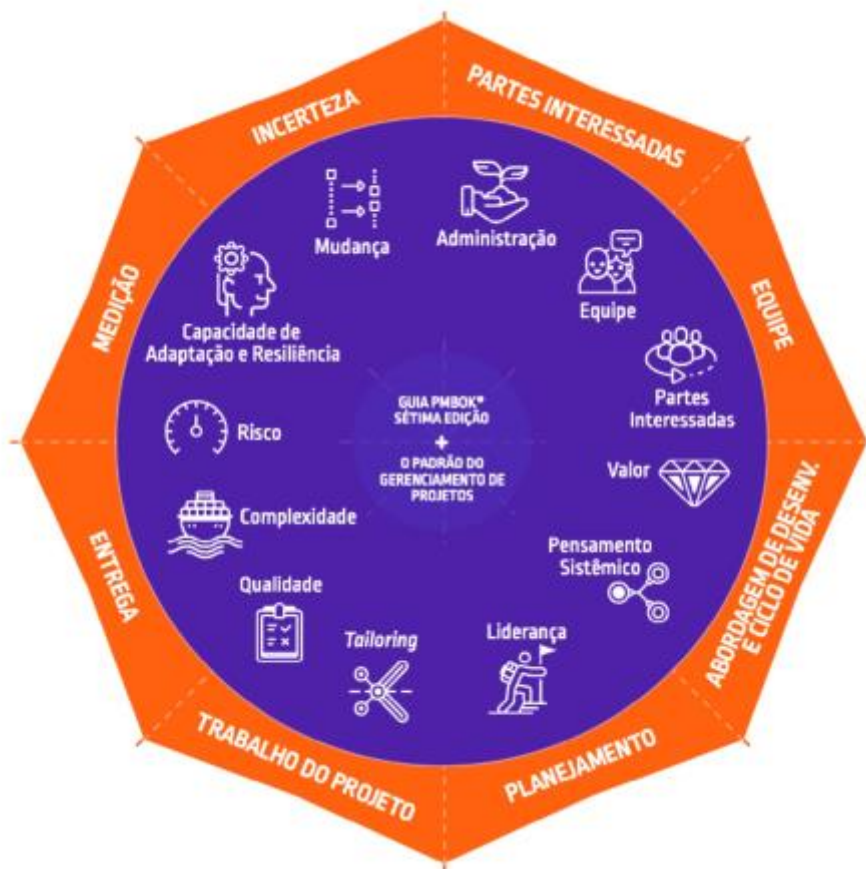 PARTES INTERESSADAS
EQUIPE
ABORDAGEM DE DESENV.
E CICLO DE VIDA
PLANEJAMENTO
TRABALHO DO PROJETO
ENTREGA
MEDIÇÃO
INCERTEZA
Administração
Equipe
Partes
Interessadas
Valor
Pensamento
Sistêmico
Liderança
Tailoring
Qualidade
Complexidade
Risco
Capacidade de
Adaptação e Resiliência
Mudança
GUIA PMBOK®
SÉTIMA EDIÇÃO
+
O PADRÃO DO
GERENCIAMENTO DE
PROJETOS